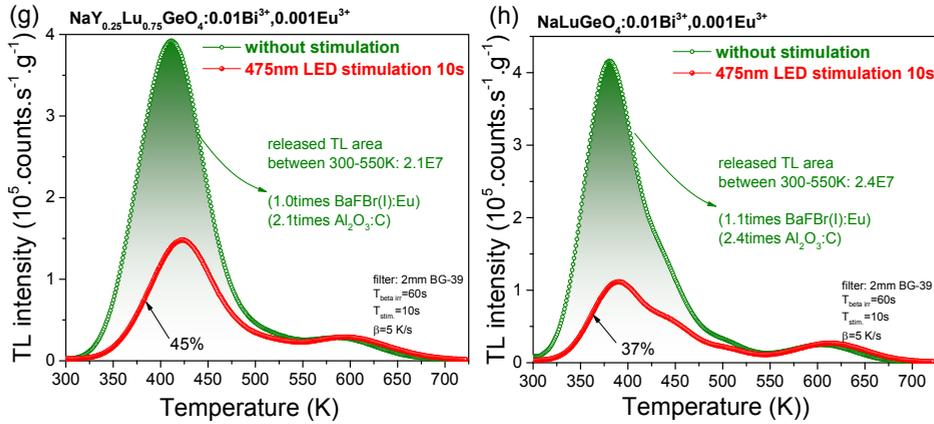 (g)
NaY₀.₂₅Lu₀.₇₅GeO₄:0.01Bi³⁺,0.001Eu³⁺
without stimulation
475nm LED stimulation 10s
released TL area
between 300-550K: 2.1E7
(1.0times BaFBr(I):Eu)
(2.1times Al₂O₃:C)
filter: 2mm BG-39
T beta irr=60s
T stim.=10s
β=5 K/s
45%
TL intensity (10⁵.counts.s⁻¹.g⁻¹)
4
3
2
1
0
300 350 400 450 500 550 600 650 700
Temperature (K)
(h)
NaLuGeO₄:0.01Bi³⁺,0.001Eu³⁺
without stimulation
475nm LED stimulation 10s
released TL area
between 300-550K: 2.4E7
(1.1times BaFBr(I):Eu)
(2.4times Al₂O₃:C)
filter: 2mm BG-39
T beta irr=60s
T stim.=10s
β=5 K/s
37%
TL intensity (10⁵.counts.s⁻¹.g⁻¹)
4
3
2
1
0
300 350 400 450 500 550 600 650 700
Temperature (K))